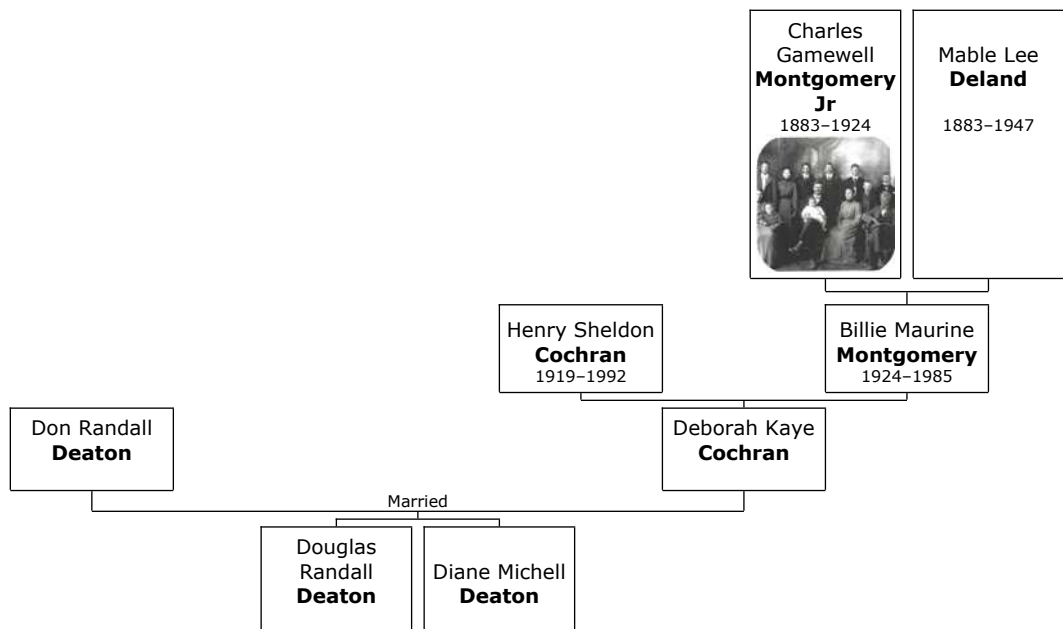 Charles
Gamewell
Montgomery
Jr
1883–1924
Mable Lee
Deland
1883–1947
Henry Sheldon
Cochran
1919–1992
Billie Maurine
Montgomery
1924–1985
Don Randall
Deaton
Deborah Kaye
Cochran
Married
Douglas
Randall
Deaton
Diane Michell
Deaton